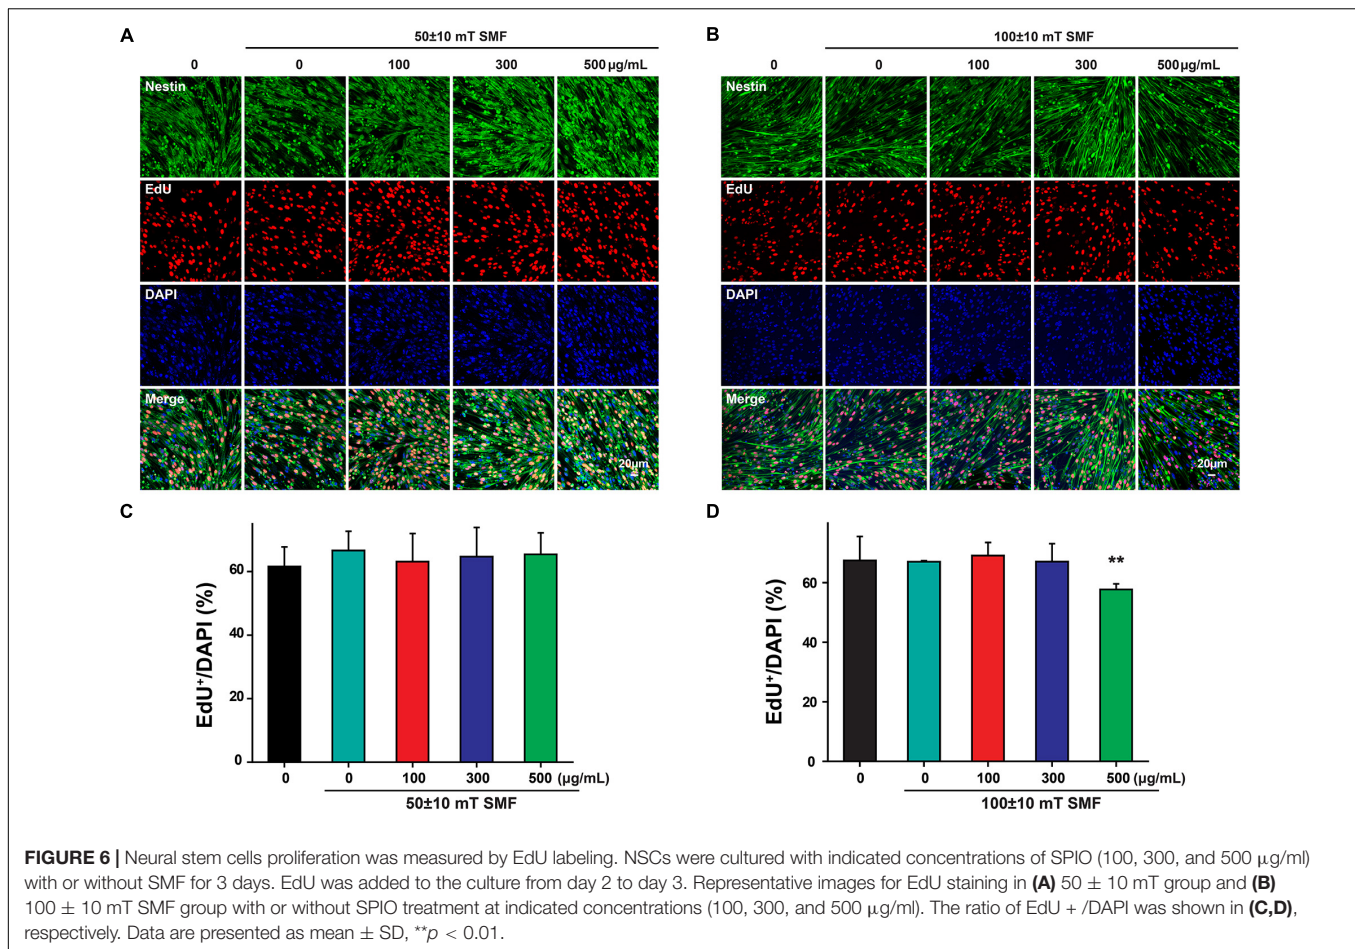 A
50±10 mT SMF
0 0 100 300 500 µg/mL
Nestin
EdU
DAPI
Merge
20µm
B
100±10 mT SMF
0 0 100 300 500 µg/mL
Nestin
EdU
DAPI
Merge
20µm
C
EdU⁺/DAPI (%)
60
40
20
0
0 0 100 300 500 (µg/mL)
50±10 mT SMF
D
EdU⁺/DAPI (%)
60
40
20
0
**
0 0 100 300 500 (µg/mL)
100±10 mT SMF
FIGURE 6 | Neural stem cells proliferation was measured by EdU labeling. NSCs were cultured with indicated concentrations of SPIO (100, 300, and 500 µg/ml)
with or without SMF for 3 days. EdU was added to the culture from day 2 to day 3. Representative images for EdU staining in (A) 50 ± 10 mT group and (B)
100 ± 10 mT SMF group with or without SPIO treatment at indicated concentrations (100, 300, and 500 µg/ml). The ratio of EdU + /DAPI was shown in (C,D),
respectively. Data are presented as mean ± SD, **p < 0.01.